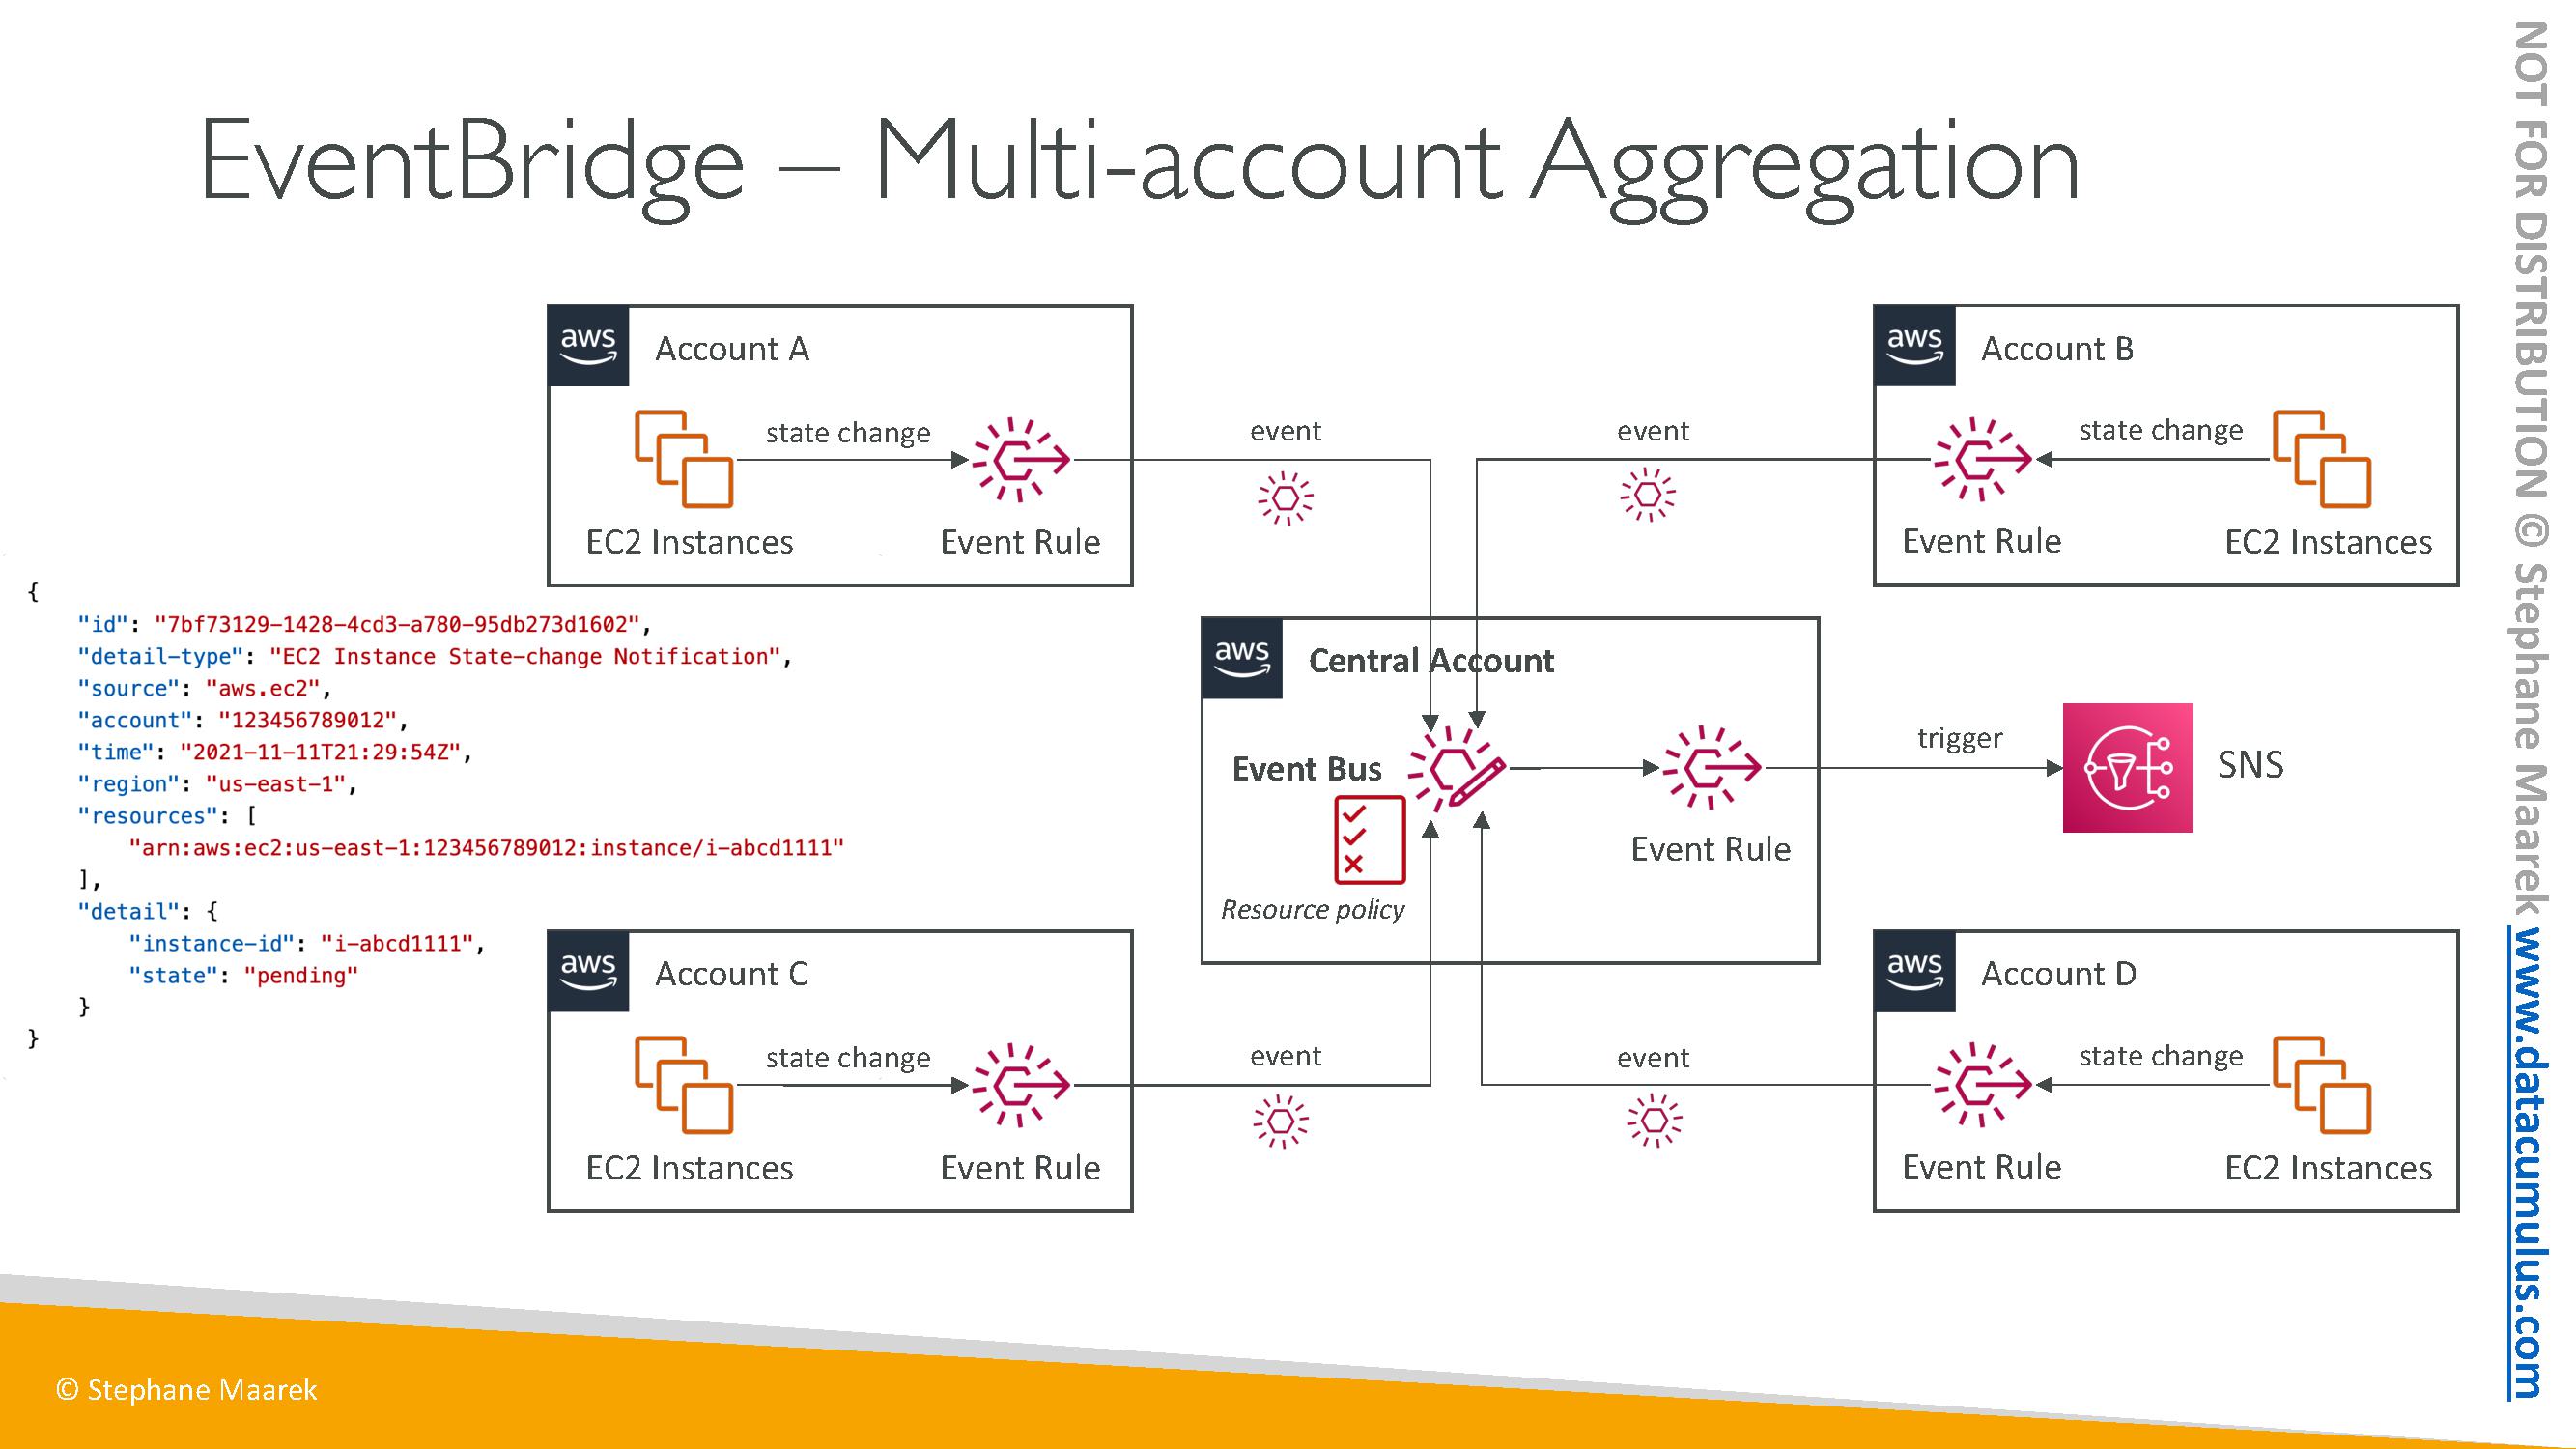 EventBridge – Multi-account Aggregation
aws
Account A
state change
EC2 Instances
Event Rule
event
aws
Account B
event
state change
Event Rule
EC2 Instances
{
"id": "7bf73129-1428-4cd3-a780-95db273d1602",
"detail-type": "EC2 Instance State-change Notification",
"source": "aws.ec2",
"account": "123456789012",
"time": "2021-11-11T21:29:54Z",
"region": "us-east-1",
"resources": [
"arn:aws:ec2:us-east-1:123456789012:instance/i-abcd1111"
],
"detail": {
"instance-id": "i-abcd1111",
"state": "pending"
}
}
aws
Central Account
Event Bus
Resource policy
Event Rule
trigger
SNS
aws
Account C
state change
EC2 Instances
Event Rule
event
aws
Account D
event
state change
Event Rule
EC2 Instances
© Stephane Maarek
NOT FOR DISTRIBUTION © Stephane Maarek www.datacumulus.com